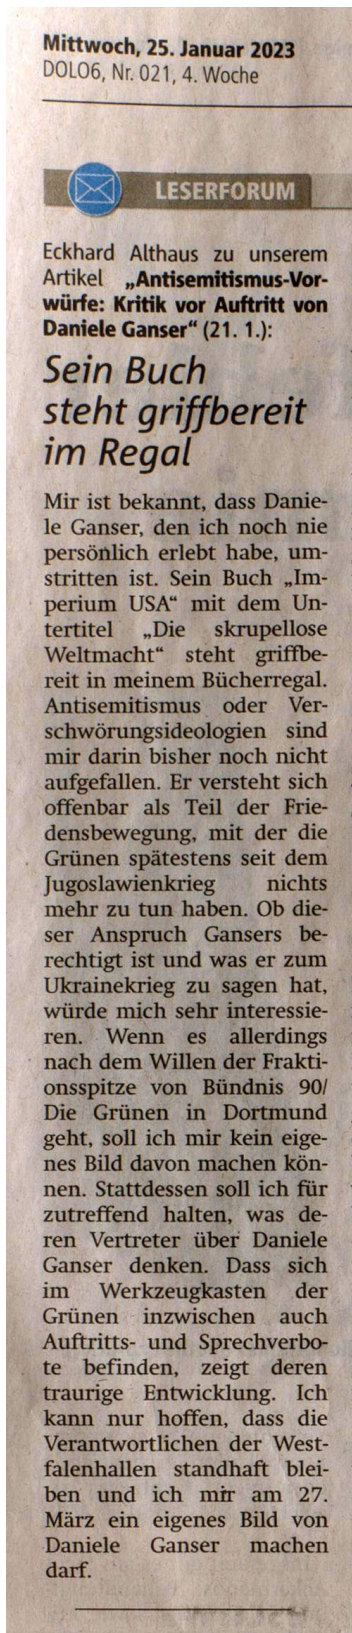 Mittwoch, 25. Januar 2023
DOLO6, Nr. 021, 4. Woche
LESERFORUM
Eckhard Althaus zu unserem
Artikel „Antisemitismus-Vor-
würfe: Kritik vor Auftritt von
Daniele Ganser“ (21. 1.):
Sein Buch
steht griffbereit
im Regal
Mir ist bekannt, dass Danie-
le Ganser, den ich noch nie
persönlich erlebt habe, um-
stritten ist. Sein Buch „Im-
perium USA“ mit dem Un-
tertitel „Die skrupellose
Weltmacht“ steht griffbe-
reit in meinem Bücherregal.
Antisemitismus oder Ver-
schwörungsideologien sind
mir darin bisher noch nicht
aufgefallen. Er versteht sich
offenbar als Teil der Frie-
densbewegung, mit der die
Grünen spätestens seit dem
Jugoslawienkrieg nichts
mehr zu tun haben. Ob die-
ser Anspruch Gansers be-
rechtigt ist und was er zum
Ukrainekrieg zu sagen hat,
würde mich sehr interessie-
ren. Wenn es allerdings
nach dem Willen der Frakti-
onsspitze von Bündnis 90/
Die Grünen in Dortmund
geht, soll ich mir kein eige-
nes Bild davon machen kön-
nen. Stattdessen soll ich für
zutreffend halten, was de-
ren Vertreter über Daniele
Ganser denken. Dass sich
im Werkzeugkasten der
Grünen inzwischen auch
Auftritts- und Sprechverbo-
te befinden, zeigt deren
traurige Entwicklung. Ich
kann nur hoffen, dass die
Verantwortlichen der West-
falenhallen standhaft blei-
ben und ich mir am 27.
März ein eigenes Bild von
Daniele Ganser machen
darf.